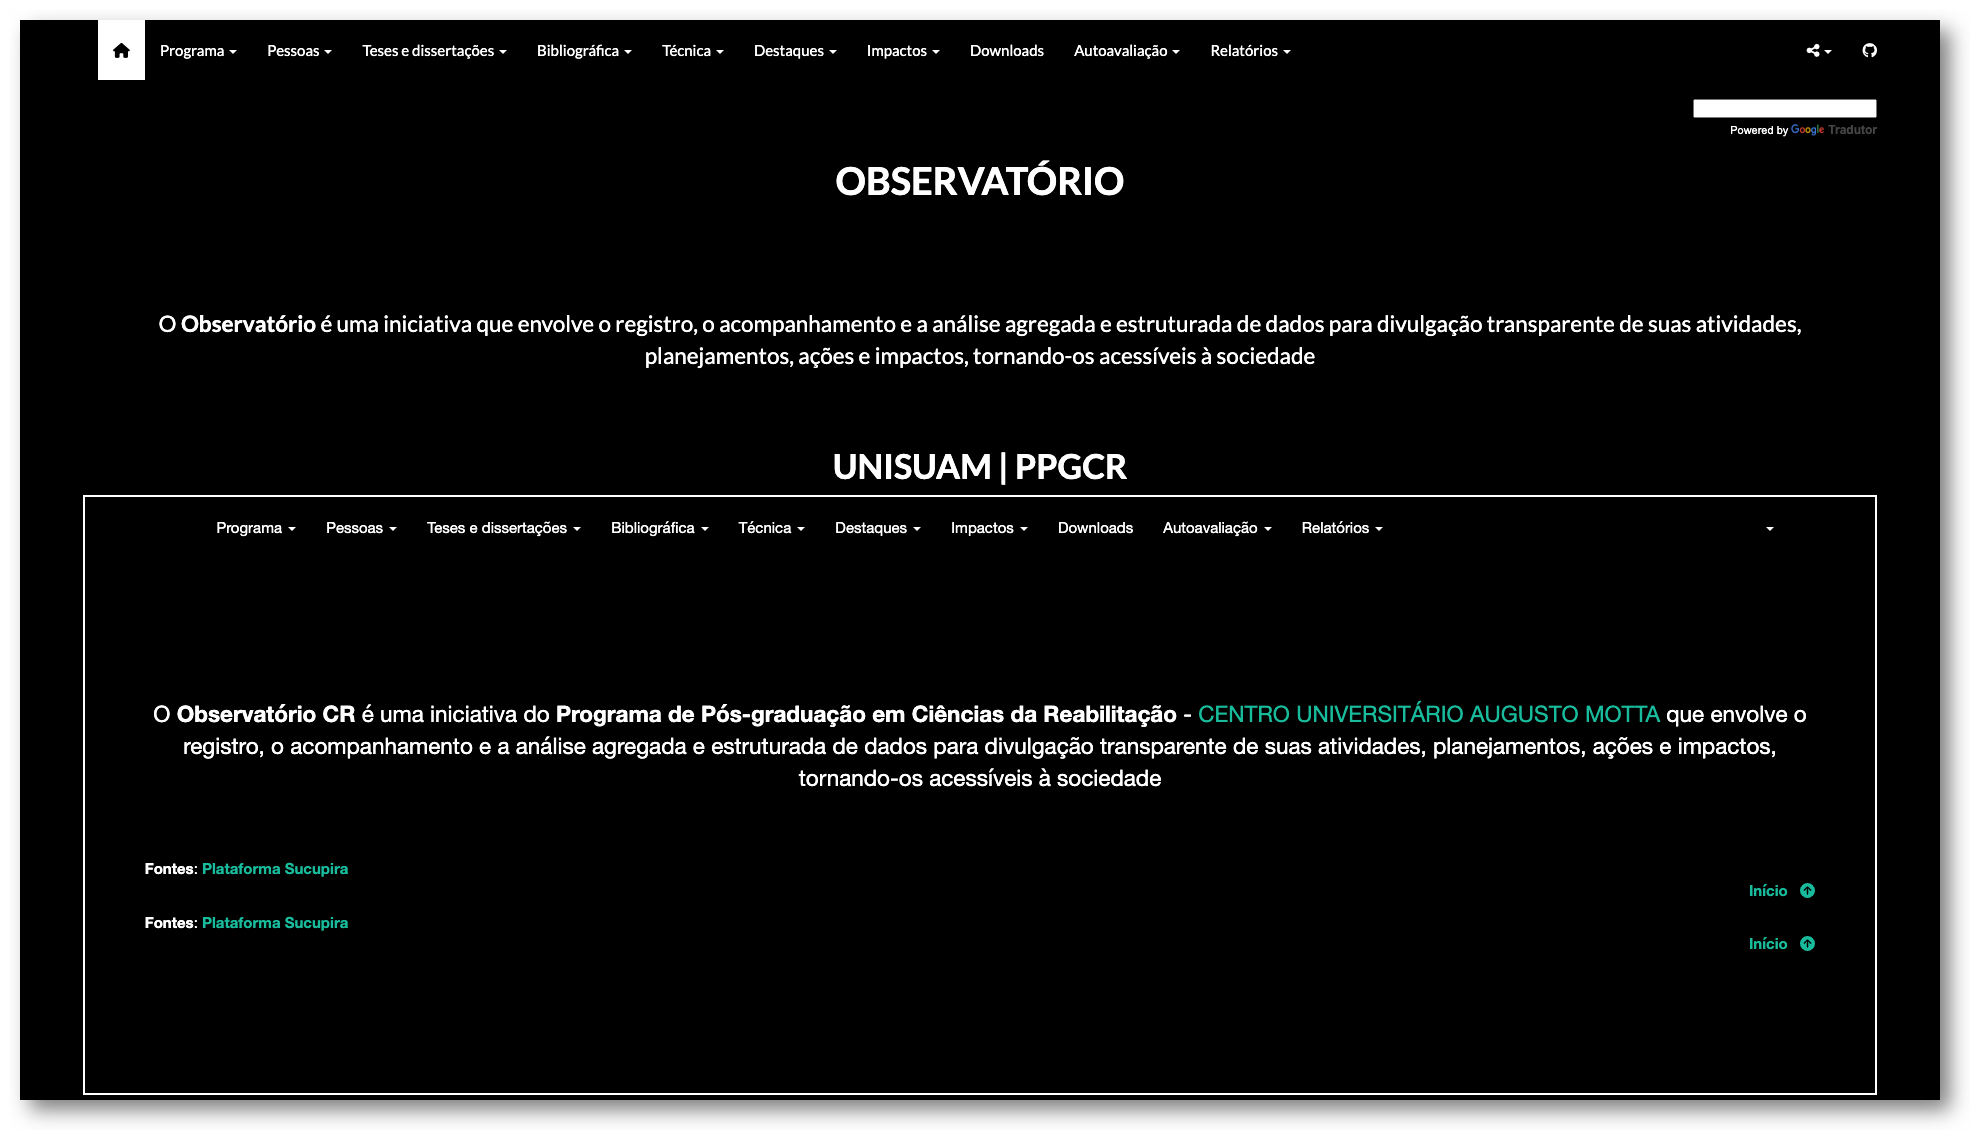 Programa Pessoas Teses e dissertações Bibliográfica Técnica Destaques Impactos Downloads Autoavaliação Relatórios
Powered by Google Tradutor
OBSERVATÓRIO
O Observatório é uma iniciativa que envolve o registro, o acompanhamento e a análise agregada e estruturada de dados para divulgação transparente de suas atividades,
planejamentos, ações e impactos, tornando-os acessíveis à sociedade
UNISUAM | PPGCR
Programa Pessoas Teses e dissertações Bibliográfica Técnica Destaques Impactos Downloads Autoavaliação Relatórios
O Observatório CR é uma iniciativa do Programa de Pós-graduação em Ciências da Reabilitação - CENTRO UNIVERSITÁRIO AUGUSTO MOTTA que envolve o
registro, o acompanhamento e a análise agregada e estruturada de dados para divulgação transparente de suas atividades, planejamentos, ações e impactos,
tornando-os acessíveis à sociedade
Fontes: Plataforma Sucupira
Início
Fontes: Plataforma Sucupira
Início